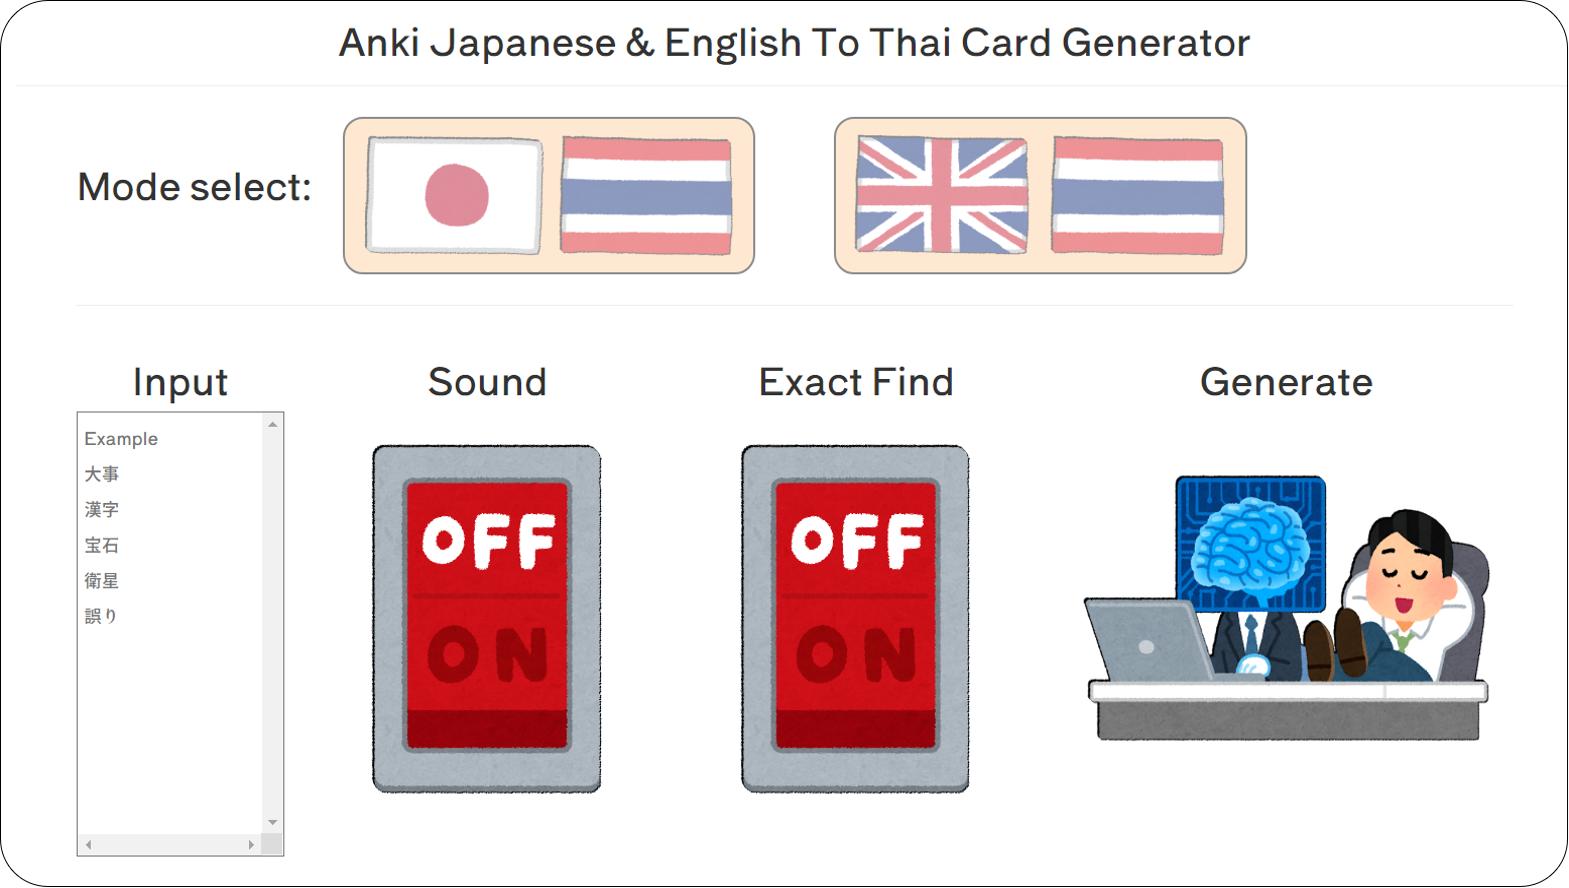 Anki Japanese & English To Thai Card Generator
Mode select:
Input
Sound
Exact Find
Generate
Example
大事
漢字
宝石
衛星
誤り
OFF
ON
OFF
ON